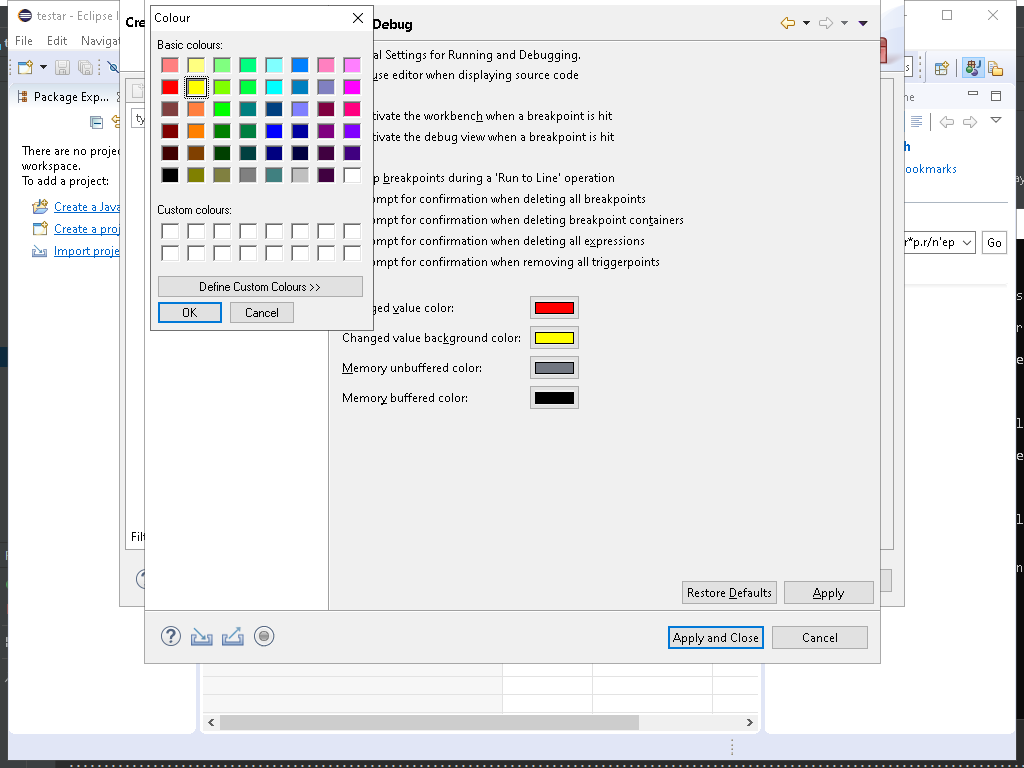 testar - Eclipse I
File Edit Navigat
Package Exp...
There are no proje
workspace.
To add a project:
Create a Java
Create a proj
Import proje
Cre
ty
Filt
Colour
Basic colours:
Custom colours:
Define Custom Colours >>
OK Cancel
Debug
al Settings for Running and Debugging.
use editor when displaying source code
tivate the workbench when a breakpoint is hit
tivate the debug view when a breakpoint is hit
p breakpoints during a 'Run to Line' operation
ompt for confirmation when deleting all breakpoints
ompt for confirmation when deleting breakpoint containers
ompt for confirmation when deleting all expressions
ompt for confirmation when removing all triggerpoints
ged value color:
Changed value background color:
Memory unbuffered color:
Memory buffered color:
Restore Defaults Apply
Apply and Close Cancel
ne
h
ookmarks
r*p.r/n'ep Go